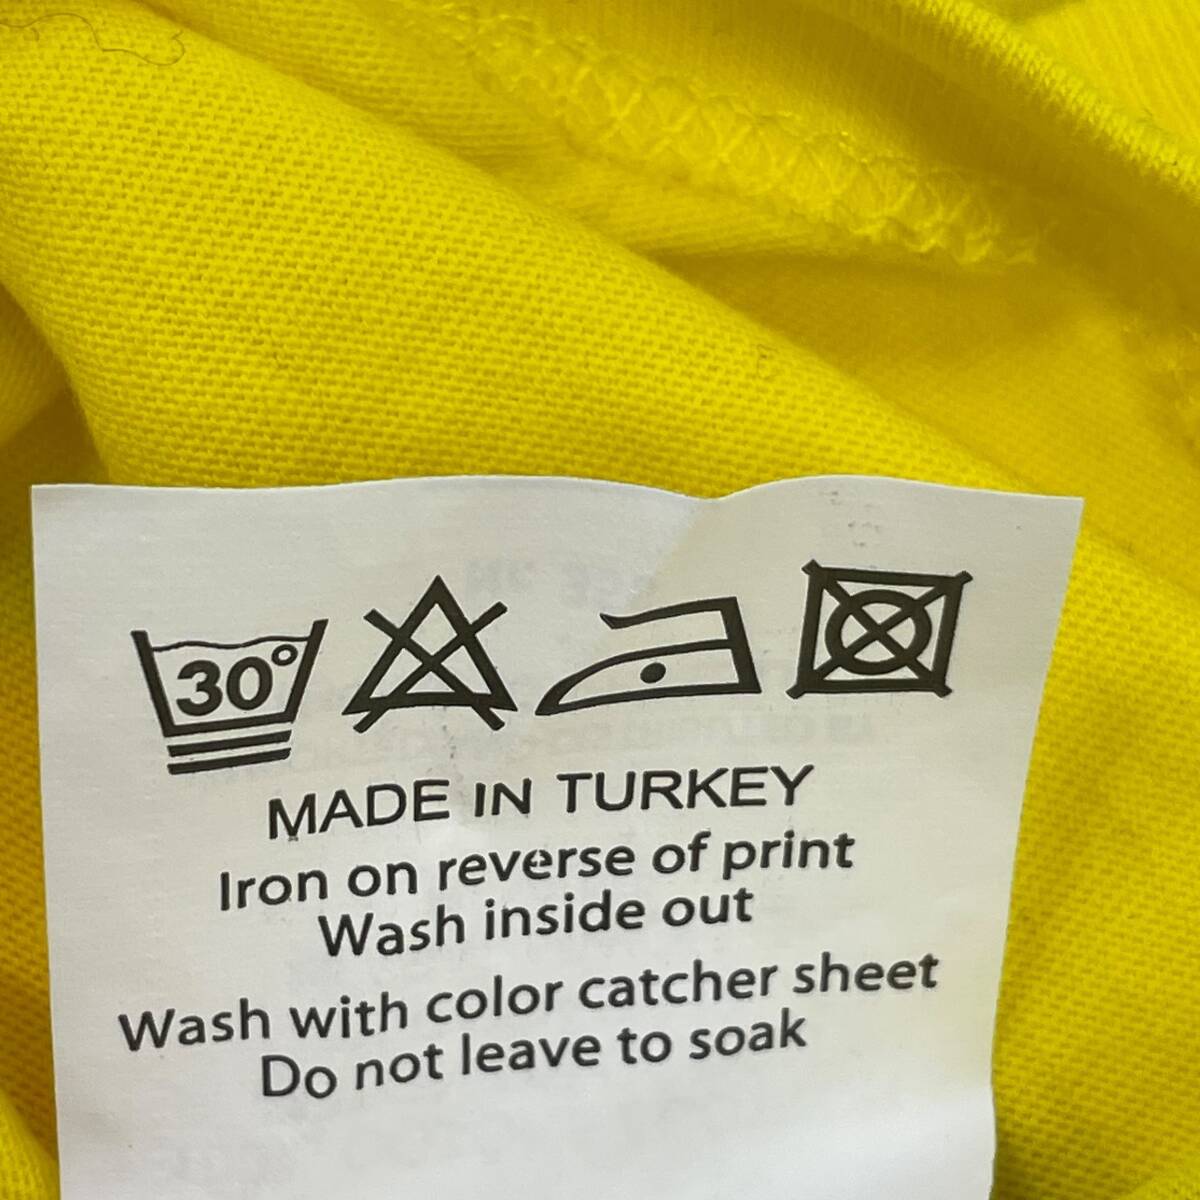 30°
MADE IN TURKEY
Iron on reverse of print
Wash inside out
Wash with color catcher sheet
Do not leave to soak